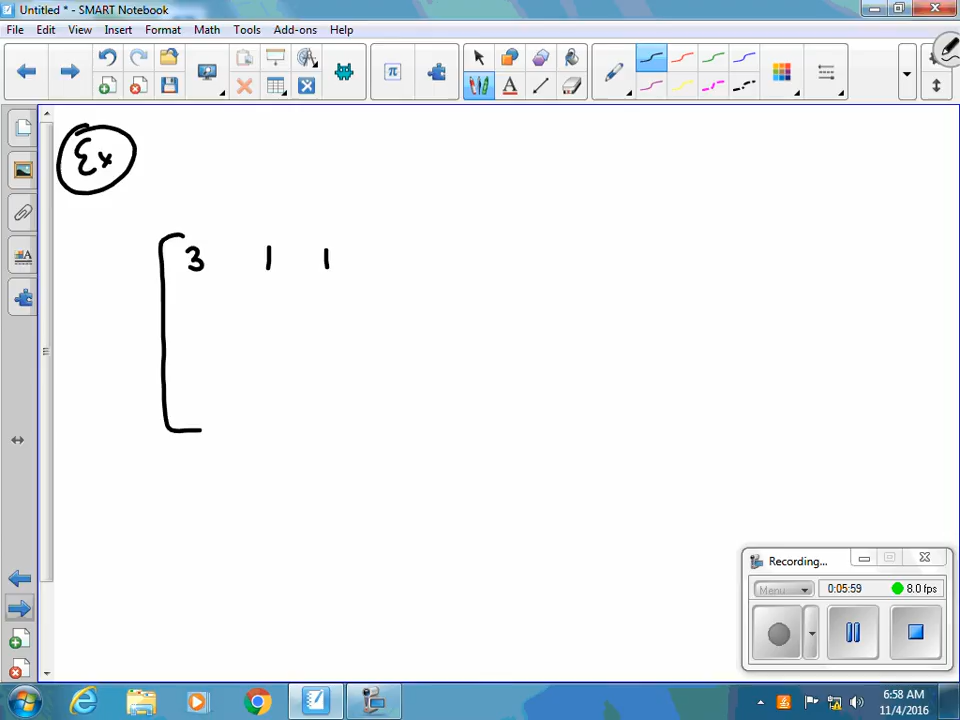 Untitled * - SMART Notebook
File Edit View Insert Format Math Tools Add-ons Help
π
A
Ex
3 1 1
Recording...
Menu 0:05:59 8.0 fps
6:58 AM
11/4/2016